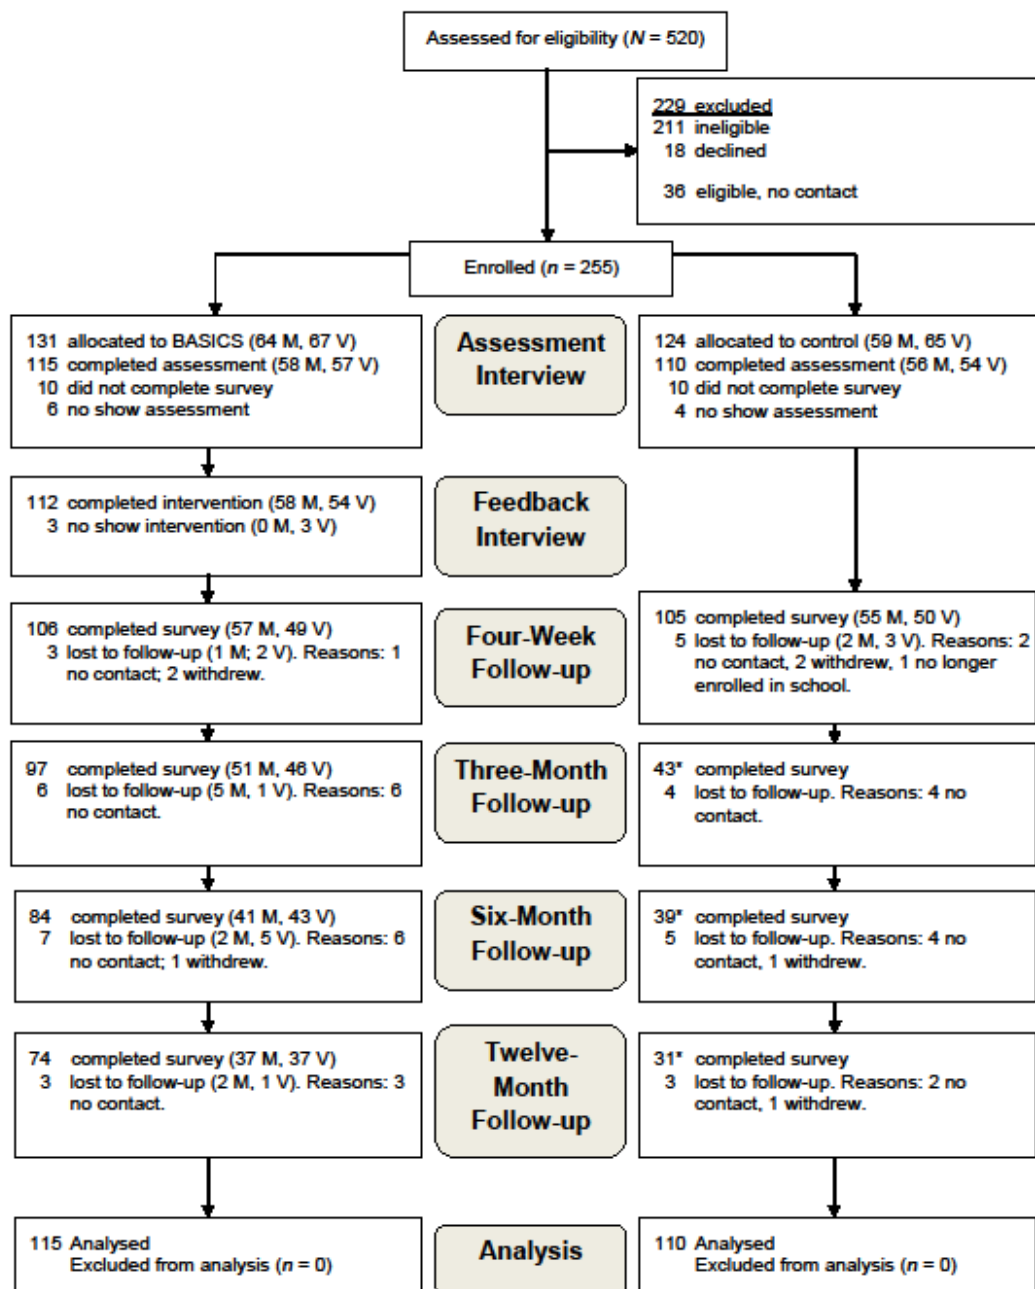 Assessed for eligibility (N = 520)
229 excluded
211 ineligible
18 declined
36 eligible, no contact
Enrolled (n = 255)
131 allocated to BASICS (64 M, 67 V)
115 completed assessment (58 M, 57 V)
10 did not complete survey
6 no show assessment
Assessment
Interview
124 allocated to control (59 M, 65 V)
110 completed assessment (56 M, 54 V)
10 did not complete survey
4 no show assessment
112 completed intervention (58 M, 54 V)
3 no show intervention (0 M, 3 V)
Feedback
Interview
106 completed survey (57 M, 49 V)
3 lost to follow-up (1 M; 2 V). Reasons: 1
no contact; 2 withdrew.
Four-Week
Follow-up
105 completed survey (55 M, 50 V)
5 lost to follow-up (2 M, 3 V). Reasons: 2
no contact, 2 withdrew, 1 no longer
enrolled in school.
97 completed survey (51 M, 46 V)
6 lost to follow-up (5 M, 1 V). Reasons: 6
no contact.
Three-Month
Follow-up
43* completed survey
4 lost to follow-up. Reasons: 4 no
contact.
84 completed survey (41 M, 43 V)
7 lost to follow-up (2 M, 5 V). Reasons: 6
no contact; 1 withdrew.
Six-Month
Follow-up
39* completed survey
5 lost to follow-up. Reasons: 4 no
contact, 1 withdrew.
74 completed survey (37 M, 37 V)
3 lost to follow-up (2 M, 1 V). Reasons: 3
no contact.
Twelve-
Month
Follow-up
31* completed survey
3 lost to follow-up. Reasons: 2 no
contact, 1 withdrew.
115 Analysed
Excluded from analysis (n = 0)
Analysis
110 Analysed
Excluded from analysis (n = 0)